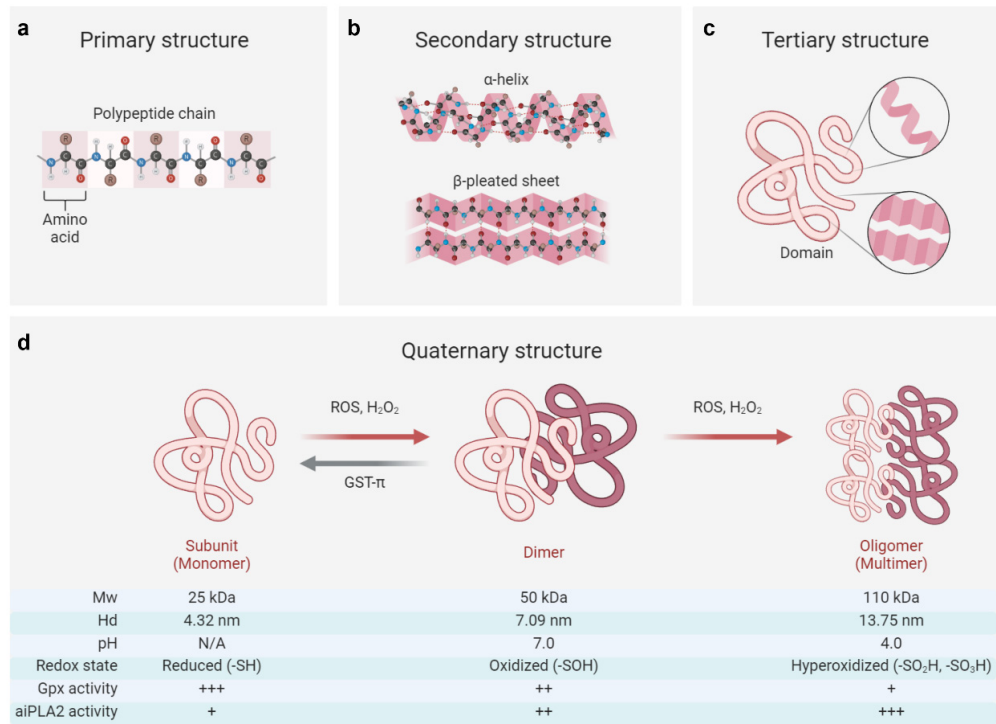 a
Primary structure
Polypeptide chain
Amino
acid
b
Secondary structure
α-helix
β-pleated sheet
c
Tertiary structure
Domain
d
Quaternary structure
ROS, H₂O₂
GST-π
ROS, H₂O₂
Subunit
(Monomer)
Dimer
Oligomer
(Multimer)
Mw 25 kDa 50 kDa 110 kDa
Hd 4.32 nm 7.09 nm 13.75 nm
pH N/A 7.0 4.0
Redox state Reduced (-SH) Oxidized (-SOH) Hyperoxidized (-SO₂H, -SO₃H)
Gpx activity +++ ++ +
aiPLA2 activity + ++ +++